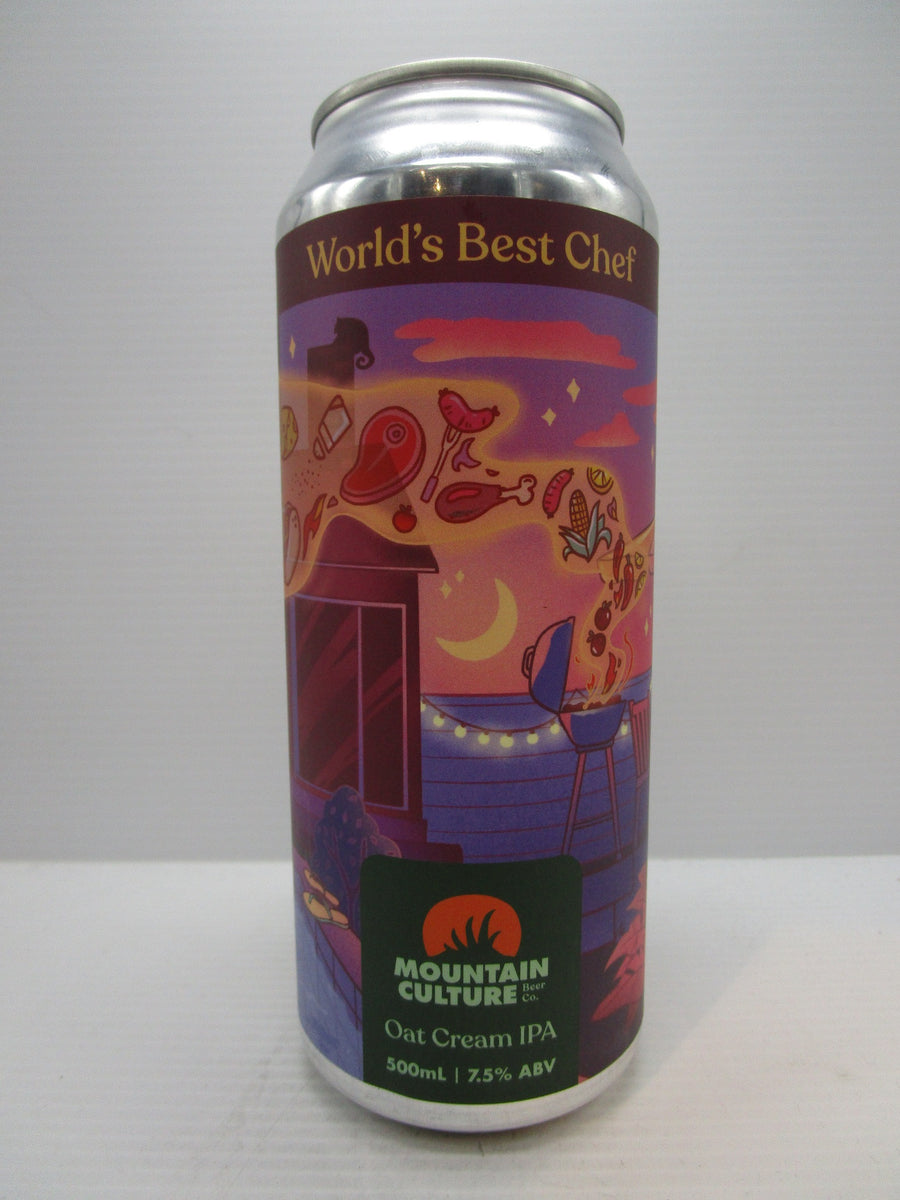 World's Best Chef
MOUNTAIN
CULTURE Beer Co.
Oat Cream IPA
500mL | 7.5% ABV